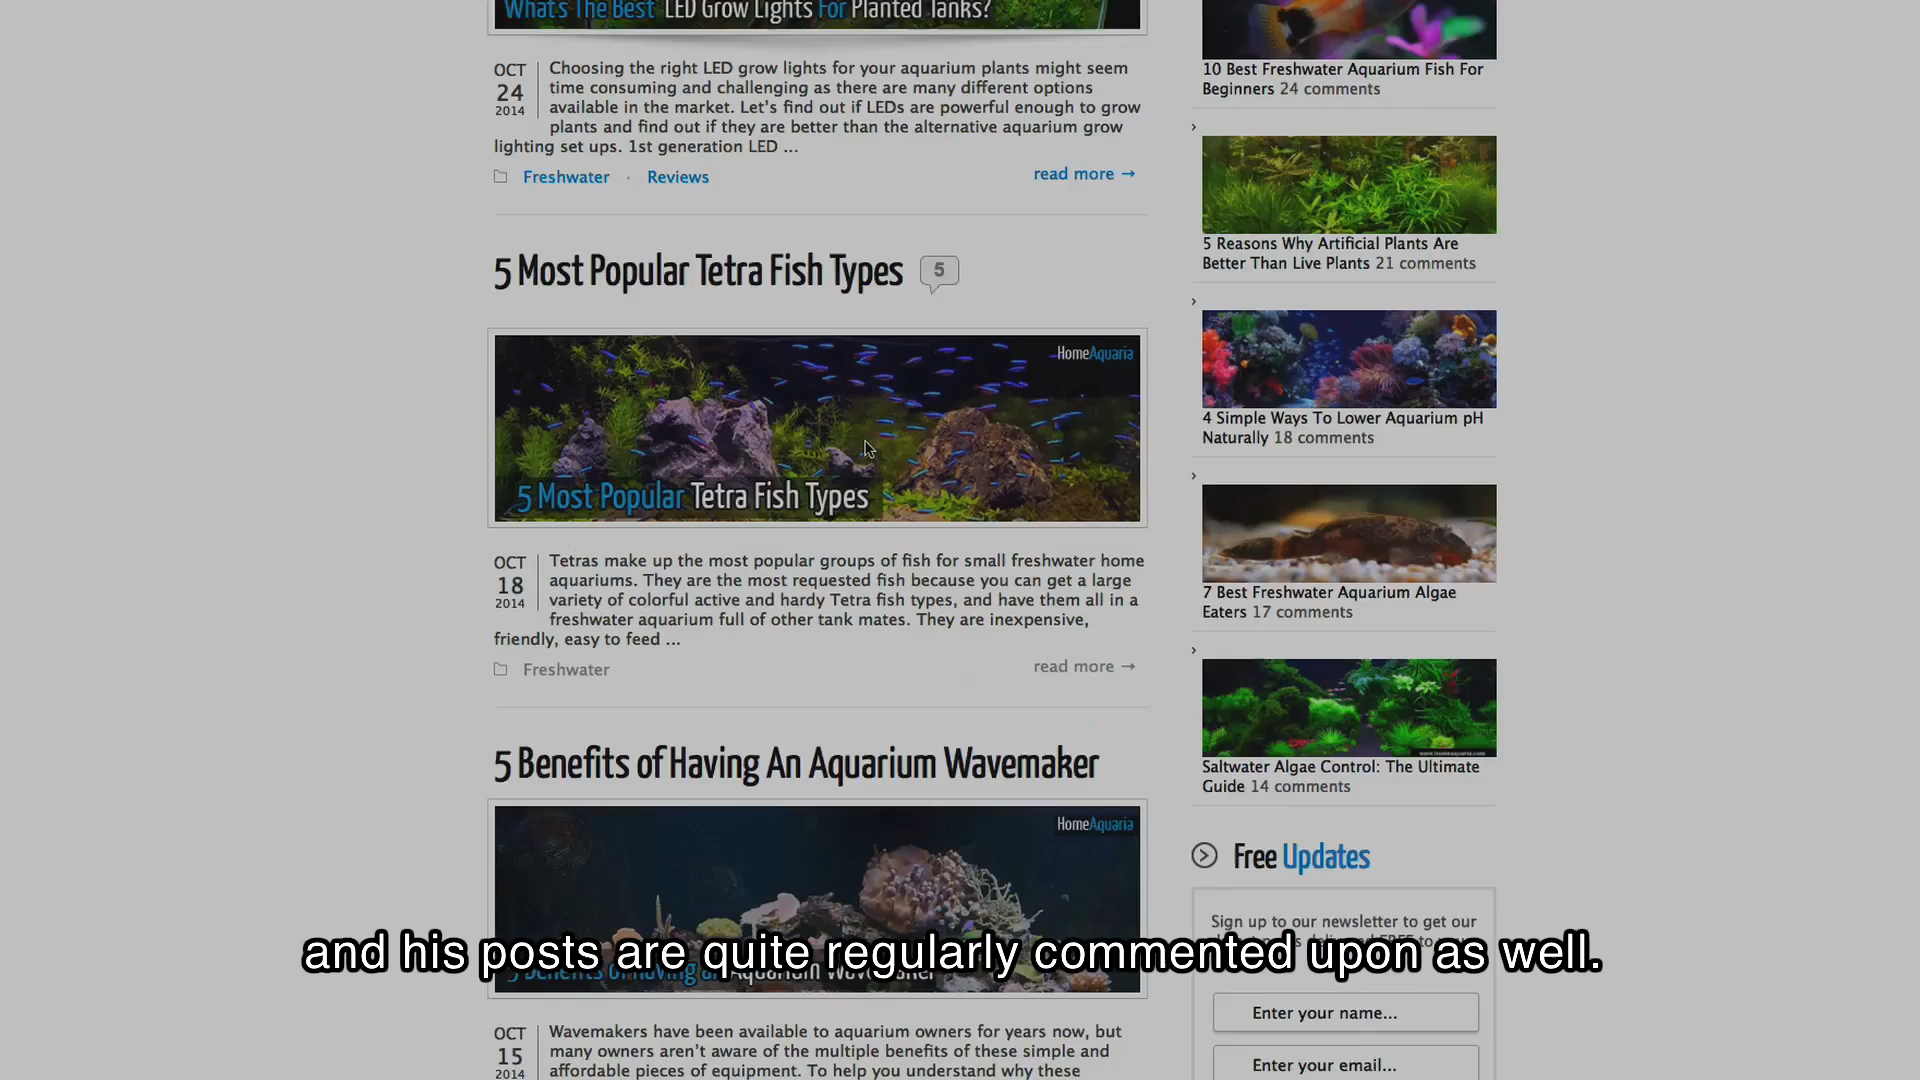 What's The Best LED Grow Lights For Planted Tanks?
OCT
24
2014
Choosing the right LED grow lights for your aquarium plants might seem
time consuming and challenging as there are many different options
available in the market. Let's find out if LEDs are powerful enough to grow
plants and find out if they are better than the alternative aquarium grow
lighting set ups. 1st generation LED ...
Freshwater · Reviews
read more →
5 Most Popular Tetra Fish Types 5
HomeAquaria
5 Most Popular Tetra Fish Types
OCT
18
2014
Tetras make up the most popular groups of fish for small freshwater home
aquariums. They are the most requested fish because you can get a large
variety of colorful active and hardy Tetra fish types, and have them all in a
freshwater aquarium full of other tank mates. They are inexpensive,
friendly, easy to feed ...
Freshwater
read more →
5 Benefits of Having An Aquarium Wavemaker
HomeAquaria
5 Benefits of Having an Aquarium Wavemaker
OCT
15
2014
Wavemakers have been available to aquarium owners for years now, but
many owners aren't aware of the multiple benefits of these simple and
affordable pieces of equipment. To help you understand why these
10 Best Freshwater Aquarium Fish For
Beginners 24 comments
5 Reasons Why Artificial Plants Are
Better Than Live Plants 21 comments
4 Simple Ways To Lower Aquarium pH
Naturally 18 comments
7 Best Freshwater Aquarium Algae
Eaters 17 comments
www.homeaquaria.com
Saltwater Algae Control: The Ultimate
Guide 14 comments
Free Updates
Sign up to our newsletter to get our
Enter your name...
Enter your email...
and his posts are quite regularly commented upon as well.